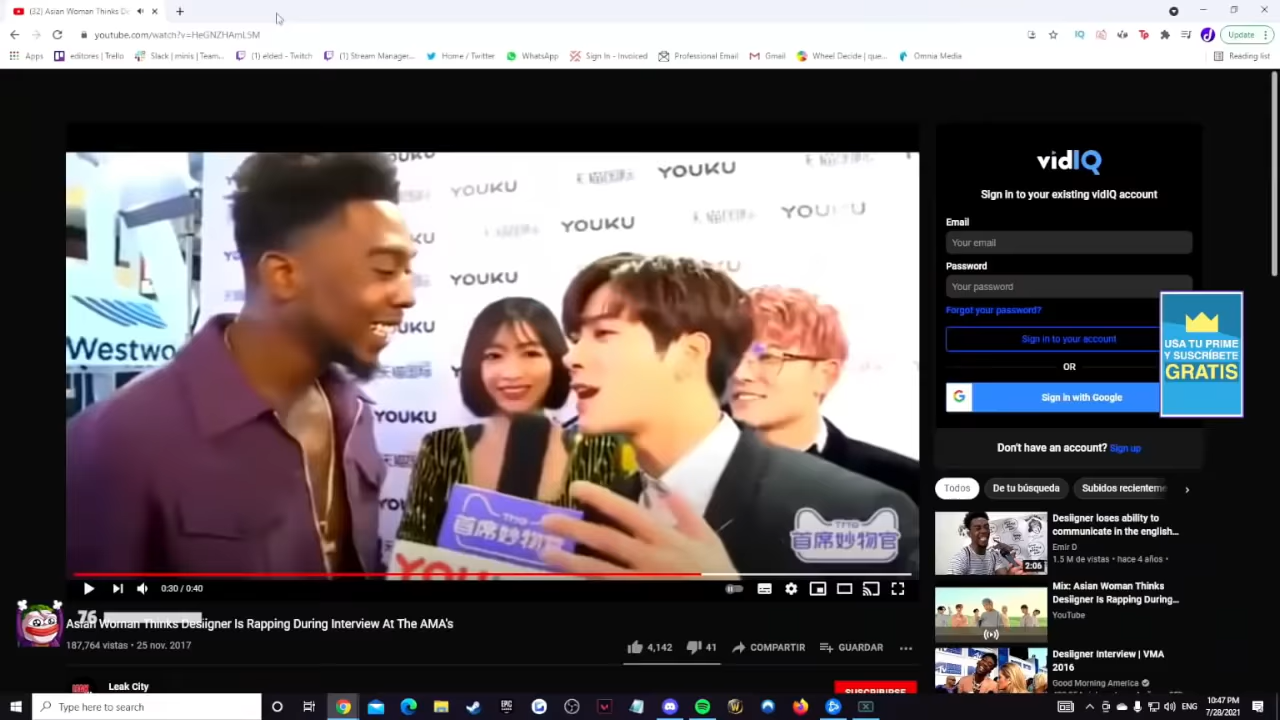 (32) Asian Woman Thinks De
youtube.com/watch?v=HeGNZHAmL5M
Update
Apps
editores | Trello
Slack | minis | Team...
(1) elded - Twitch
(1) Stream Manager...
Home / Twitter
WhatsApp
Sign In - Invoiced
Professional Email
Gmail
Wheel Decide | que...
Omnia Media
Reading list
YOUKU
YOUKU
YOUKU
YOUKU
YOUKU
YOUKU
YOUKU
Westwo
首席妙物官
首席妙物官
vidIQ
Sign in to your existing vidIQ account
Email
Your email
Password
Your password
Forgot your password?
Sign in to your account
OR
Sign in with Google
Don't have an account? Sign up
USA TU PRIME
Y SUSCRÍBETE
GRATIS
Todos
De tu búsqueda
Subidos recienteme
Desiigner loses ability to
communicate in the english...
Emir D
1.5 M de vistas • hace 4 años •
2:06
Mix: Asian Woman Thinks
Desiigner Is Rapping During...
YouTube
Desiigner Interview | VMA
2016
Good Morning America
0:30 / 0:40
76
Asian Woman Thinks Desiigner Is Rapping During Interview At The AMA's
187,764 vistas • 25 nov. 2017
4,142
41
COMPARTIR
GUARDAR
Leak City
SUSCRIBIRSE
Type here to search
ENG
10:47 PM
7/28/2021